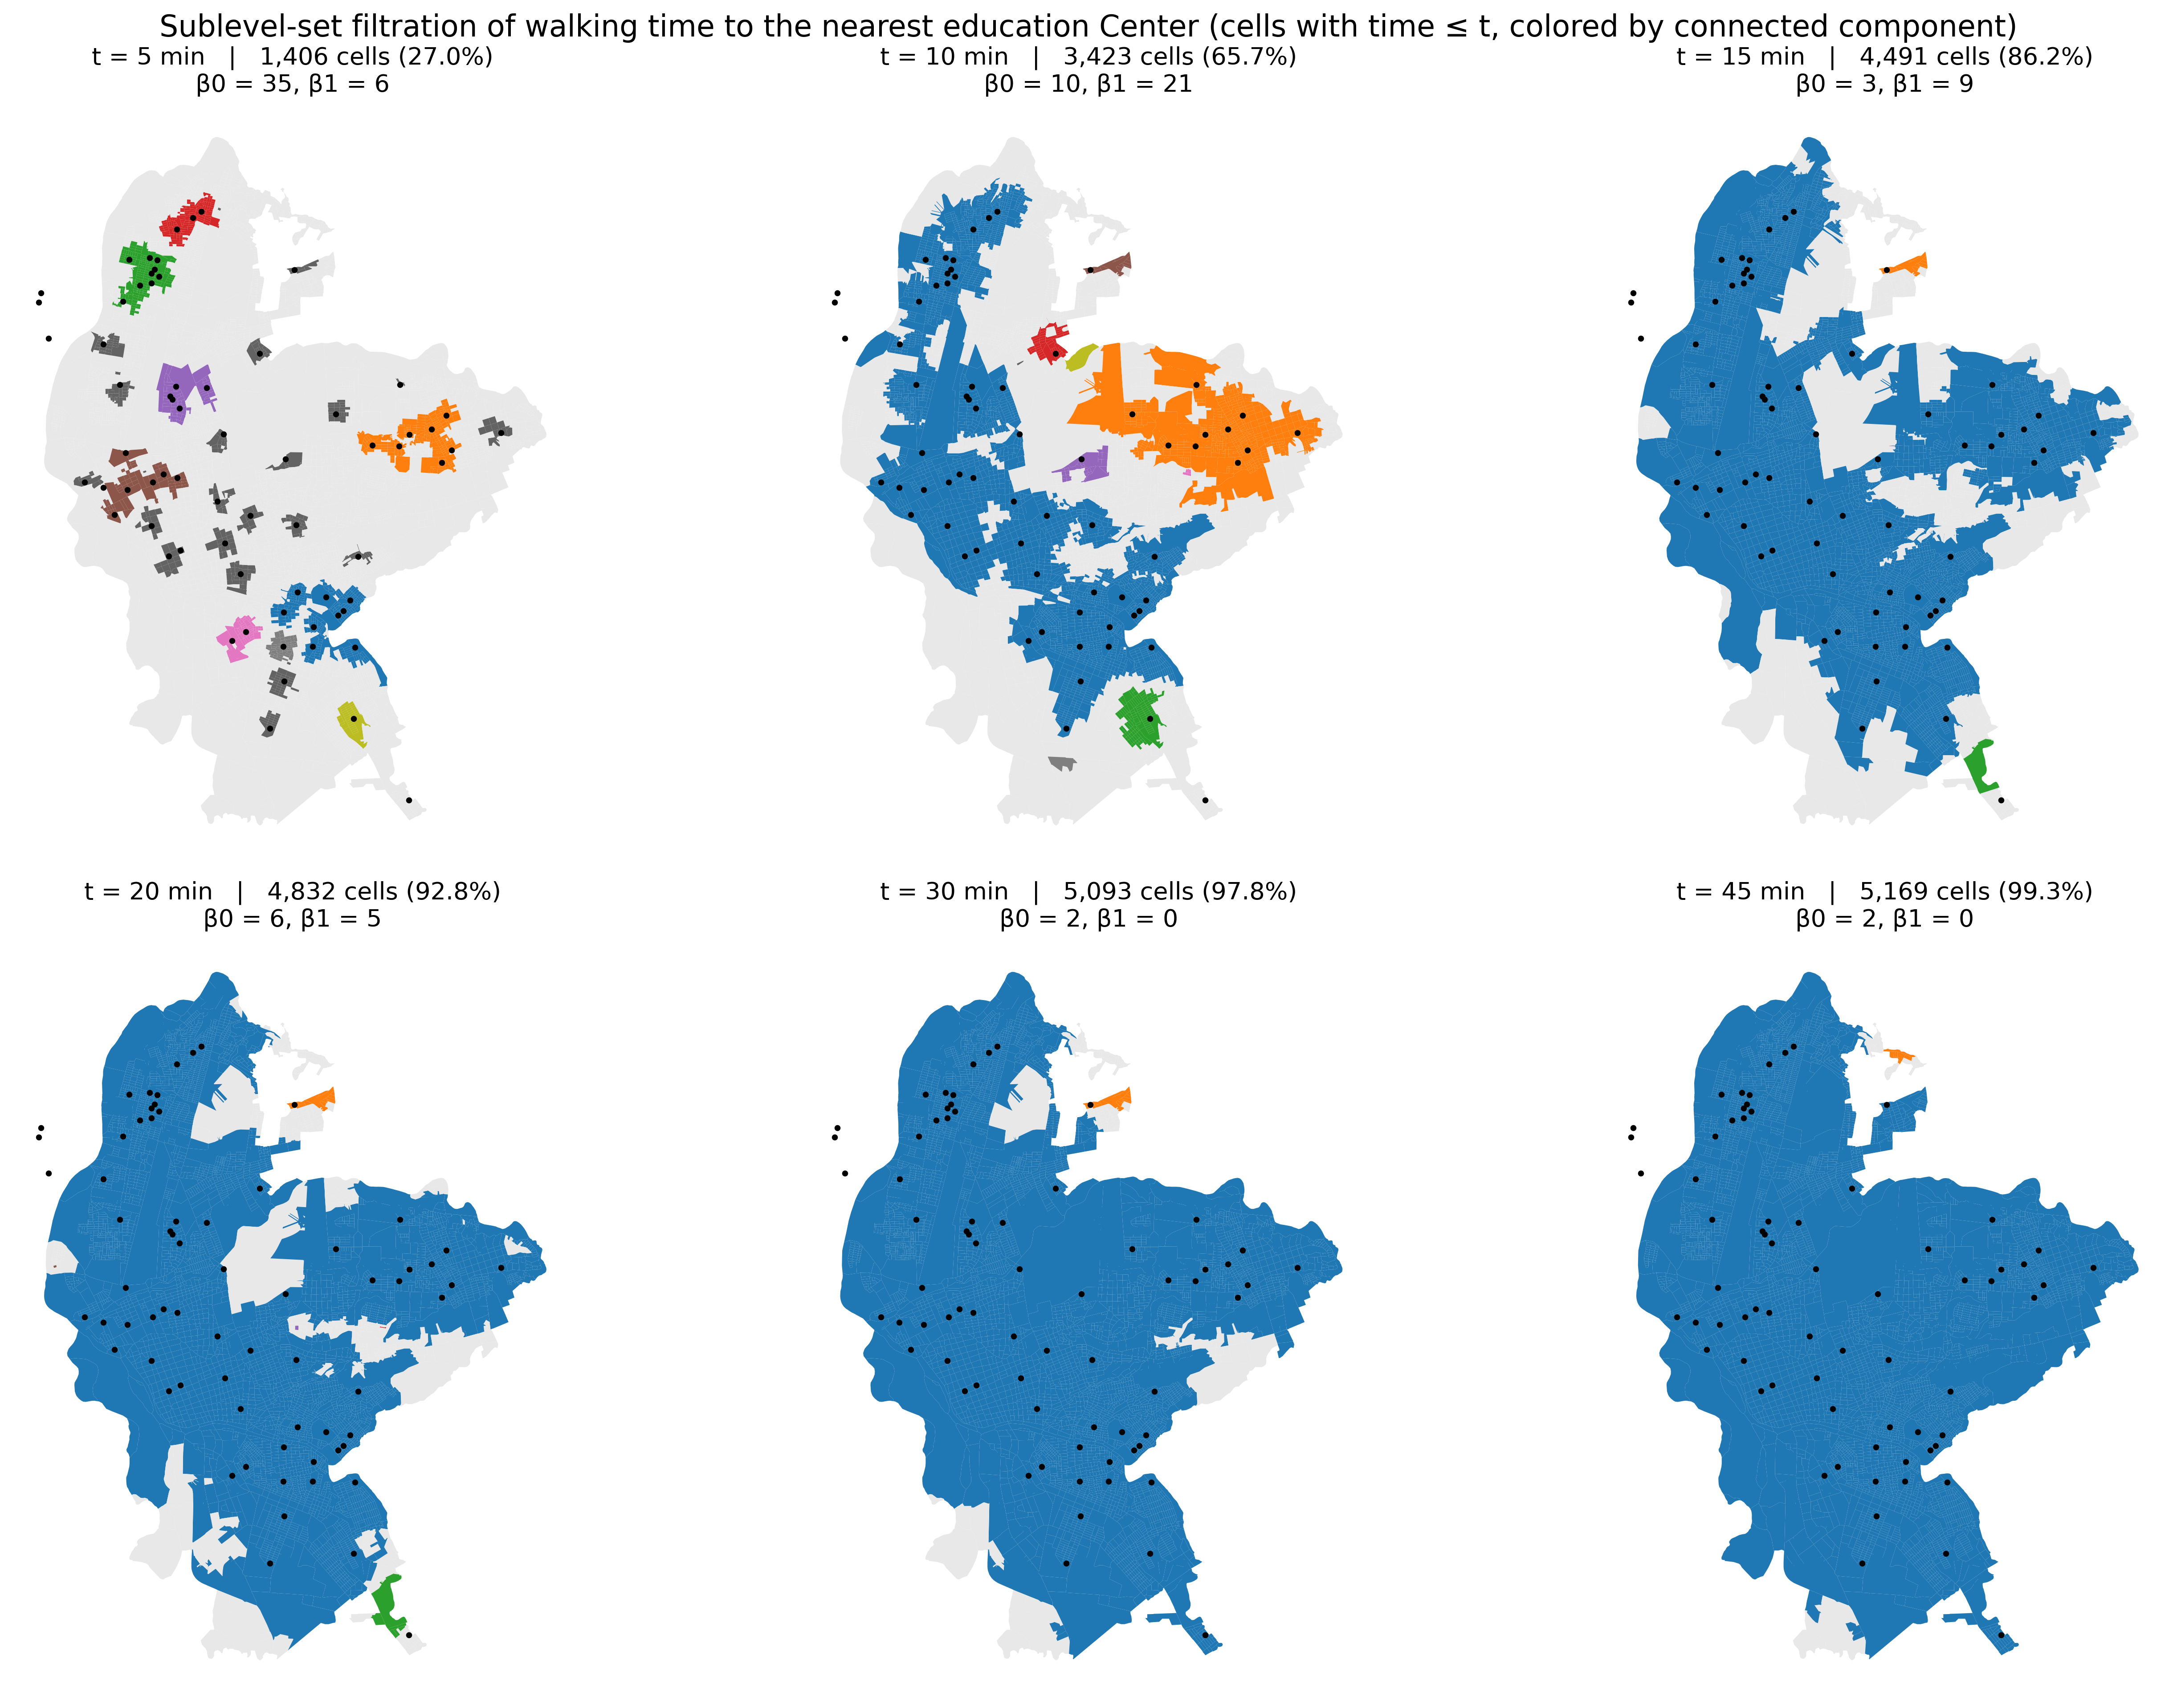 Sublevel-set filtration of walking time to the nearest education Center (cells with time ≤ t, colored by connected component)
t = 5 min | 1,406 cells (27.0%)
β0 = 35, β1 = 6
t = 10 min | 3,423 cells (65.7%)
β0 = 10, β1 = 21
t = 15 min | 4,491 cells (86.2%)
β0 = 3, β1 = 9
t = 20 min | 4,832 cells (92.8%)
β0 = 6, β1 = 5
t = 30 min | 5,093 cells (97.8%)
β0 = 2, β1 = 0
t = 45 min | 5,169 cells (99.3%)
β0 = 2, β1 = 0